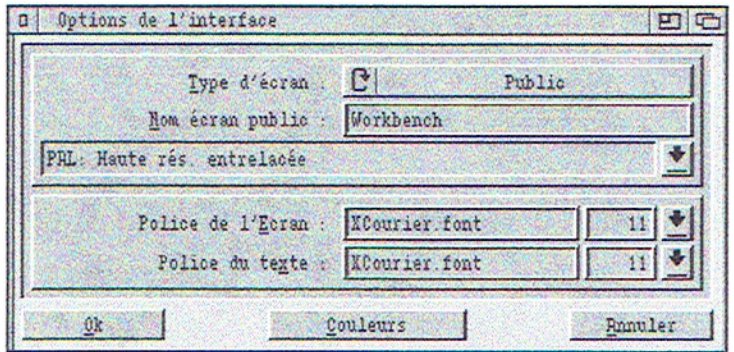 Options de l'interface
Type d'écran : Public
Nom écran public : Workbench
PAL: Haute rés. entrelacée
Police de l'Ecran : XCourier.font 11
Police du texte : XCourier.font 11
Ok Couleurs Annuler